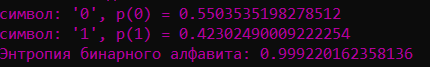 символ: '0', p(0) = 0.5503535198278512
символ: '1', p(1) = 0.42302490009222254
Энтропия бинарного алфавита: 0.999220162358136